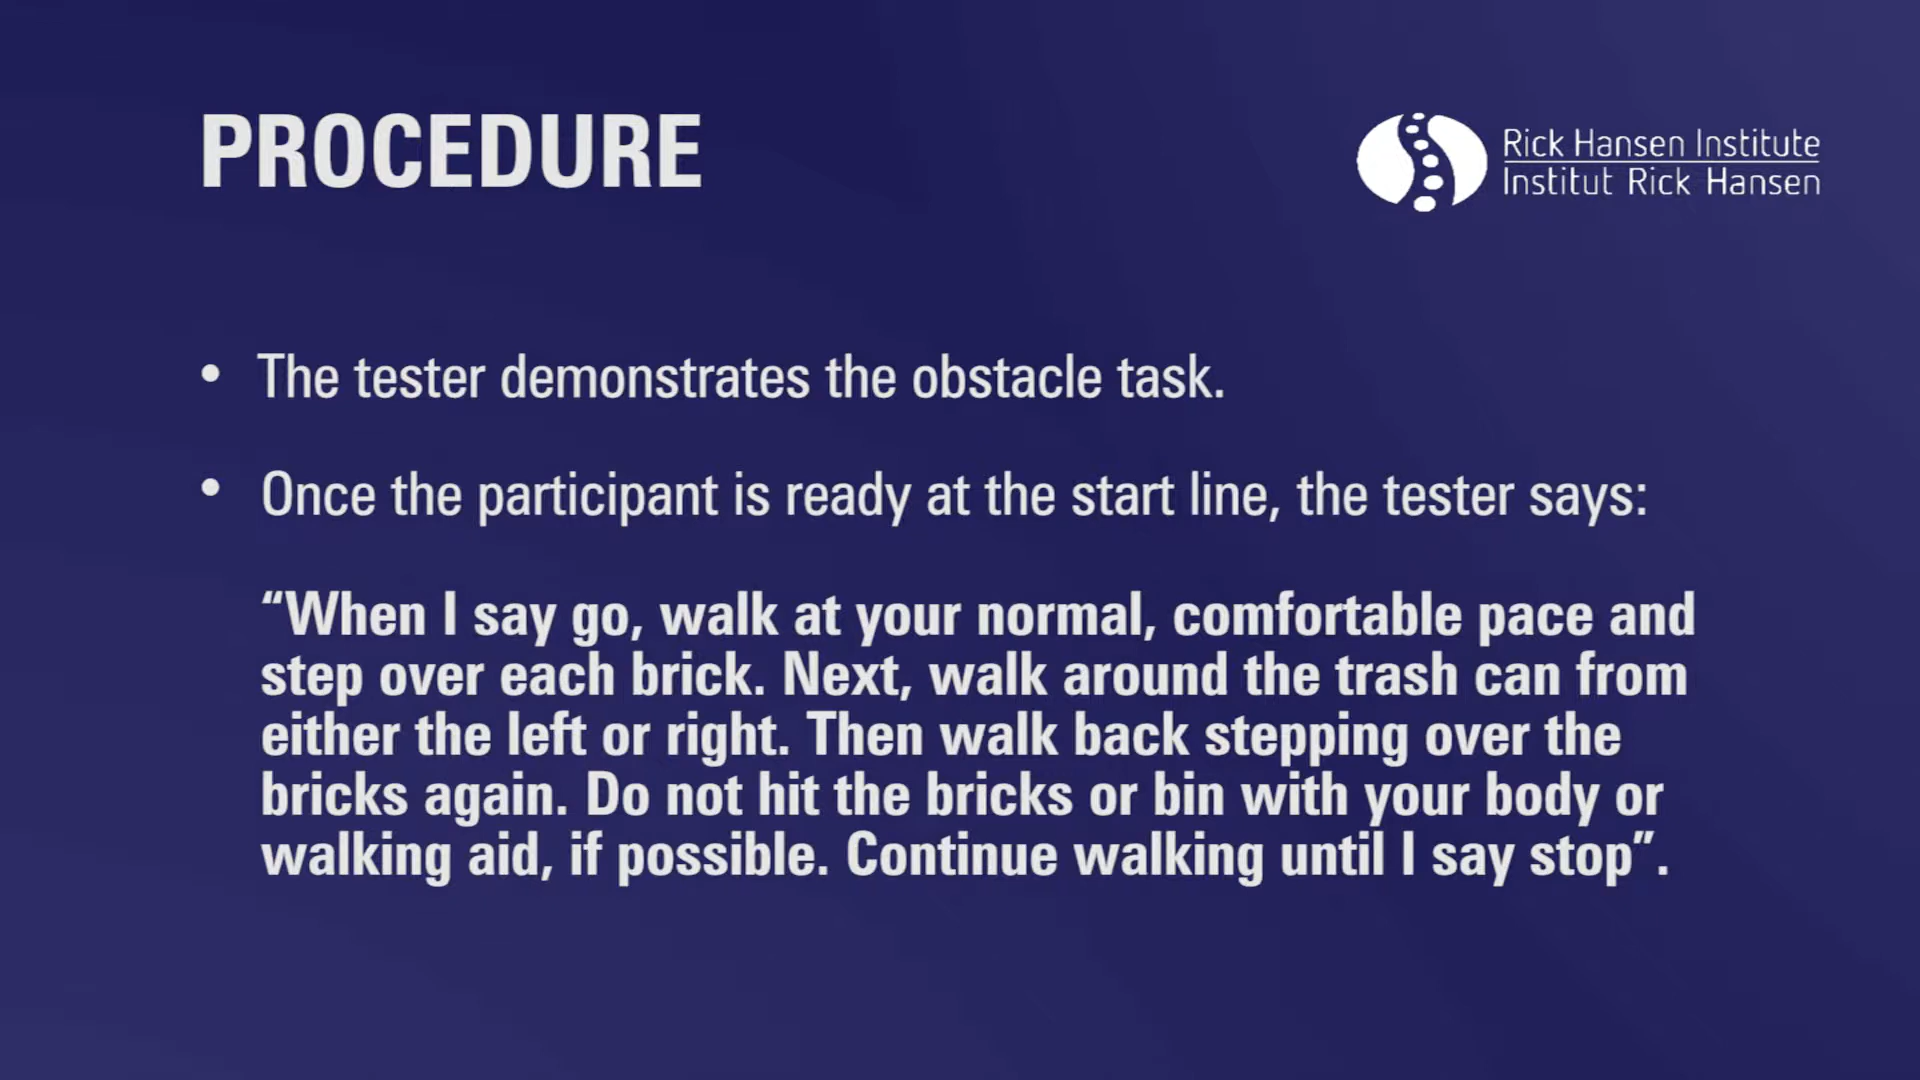 PROCEDURE
Rick Hansen Institute
Institut Rick Hansen
• The tester demonstrates the obstacle task.
• Once the participant is ready at the start line, the tester says:
“When I say go, walk at your normal, comfortable pace and
step over each brick. Next, walk around the trash can from
either the left or right. Then walk back stepping over the
bricks again. Do not hit the bricks or bin with your body or
walking aid, if possible. Continue walking until I say stop”.